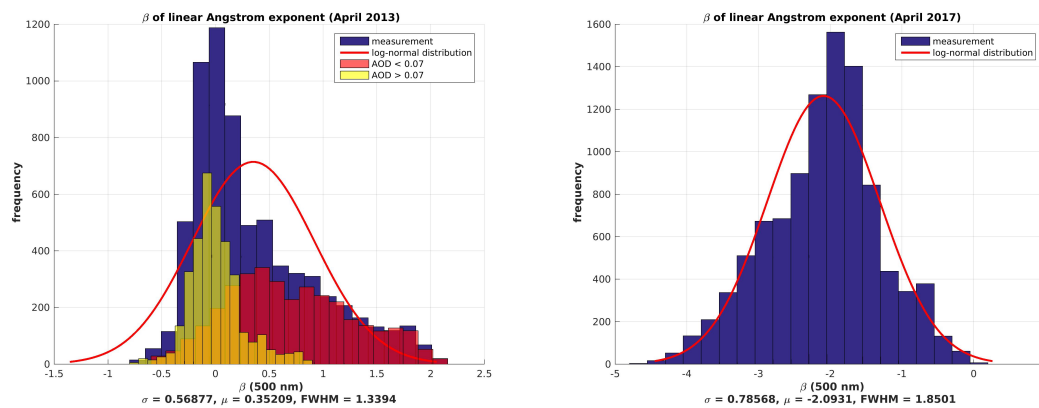 β of linear Angstrom exponent (April 2013)
1200
1000
800
600
400
200
0
frequency
measurement
log-normal distribution
AOD < 0.07
AOD > 0.07
-1.5 -1 -0.5 0 0.5 1 1.5 2 2.5
β (500 nm)
σ = 0.56877, μ = 0.35209, FWHM = 1.3394
β of linear Angstrom exponent (April 2017)
1600
1400
1200
1000
800
600
400
200
0
frequency
measurement
log-normal distribution
-5 -4 -3 -2 -1 0
β (500 nm)
σ = 0.78568, μ = -2.0931, FWHM = 1.8501